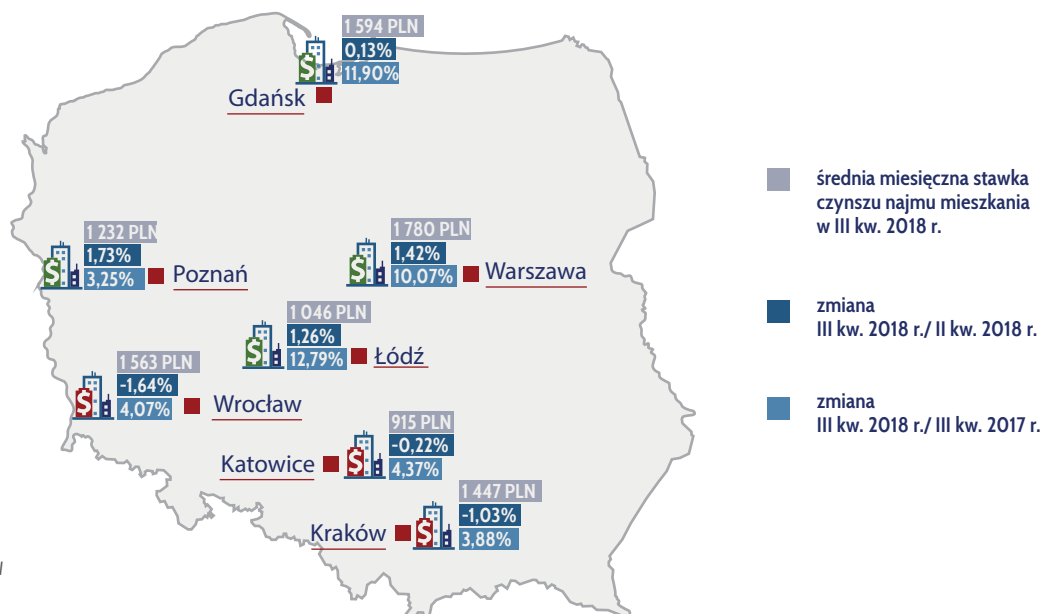 1 594 PLN
0,13%
11,90%
Gdańsk
1 232 PLN
1,73%
3,25%
Poznań
1 780 PLN
1,42%
10,07%
Warszawa
1 046 PLN
1,26%
12,79%
Łódź
1 563 PLN
-1,64%
4,07%
Wrocław
915 PLN
-0,22%
4,37%
Katowice
1 447 PLN
-1,03%
3,88%
Kraków
średnia miesięczna stawka
czynszu najmu mieszkania
w III kw. 2018 r.
zmiana
III kw. 2018 r./ II kw. 2018 r.
zmiana
III kw. 2018 r./ III kw. 2017 r.